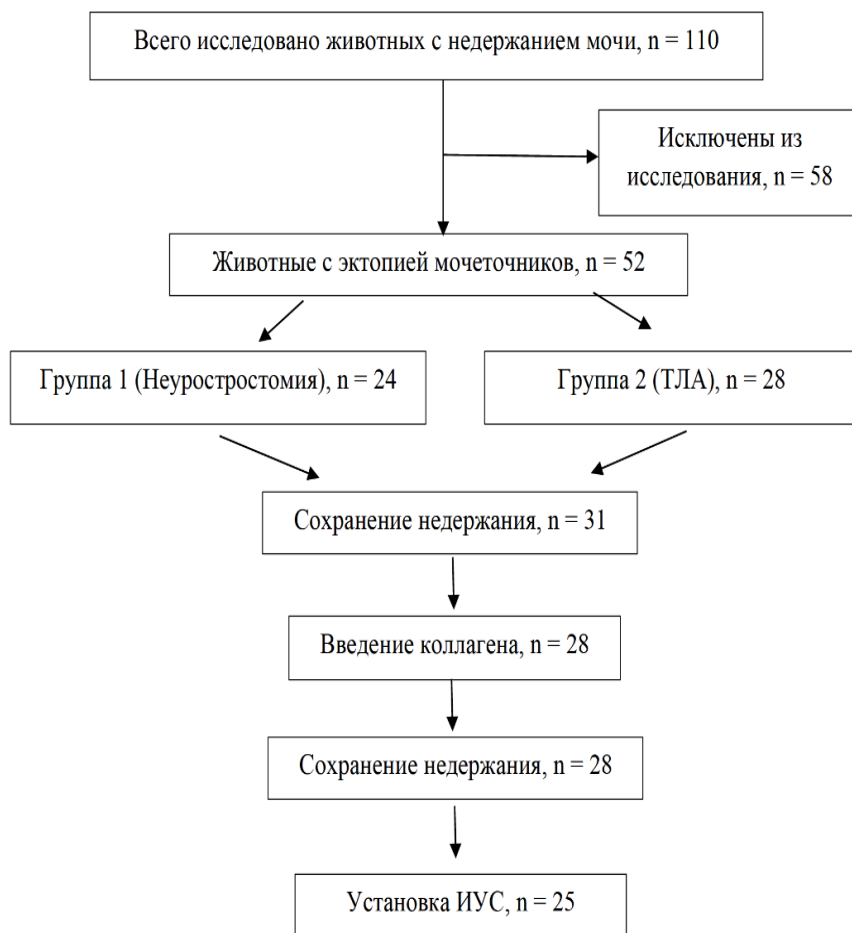 Всего исследовано животных с недержанием мочи, n = 110
Исключены из
исследования, n = 58
Животные с эктопией мочеточников, n = 52
Группа 1 (Неуростростомия), n = 24
Группа 2 (ТЛА), n = 28
Сохранение недержания, n = 31
Введение коллагена, n = 28
Сохранение недержания, n = 28
Установка ИУС, n = 25